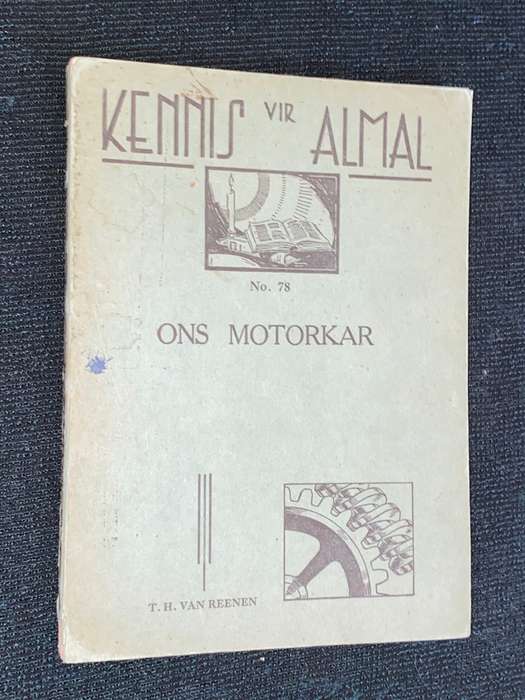 KENNIS VIR ALMAL
No. 78
ONS MOTORKAR
T. H. VAN REENEN